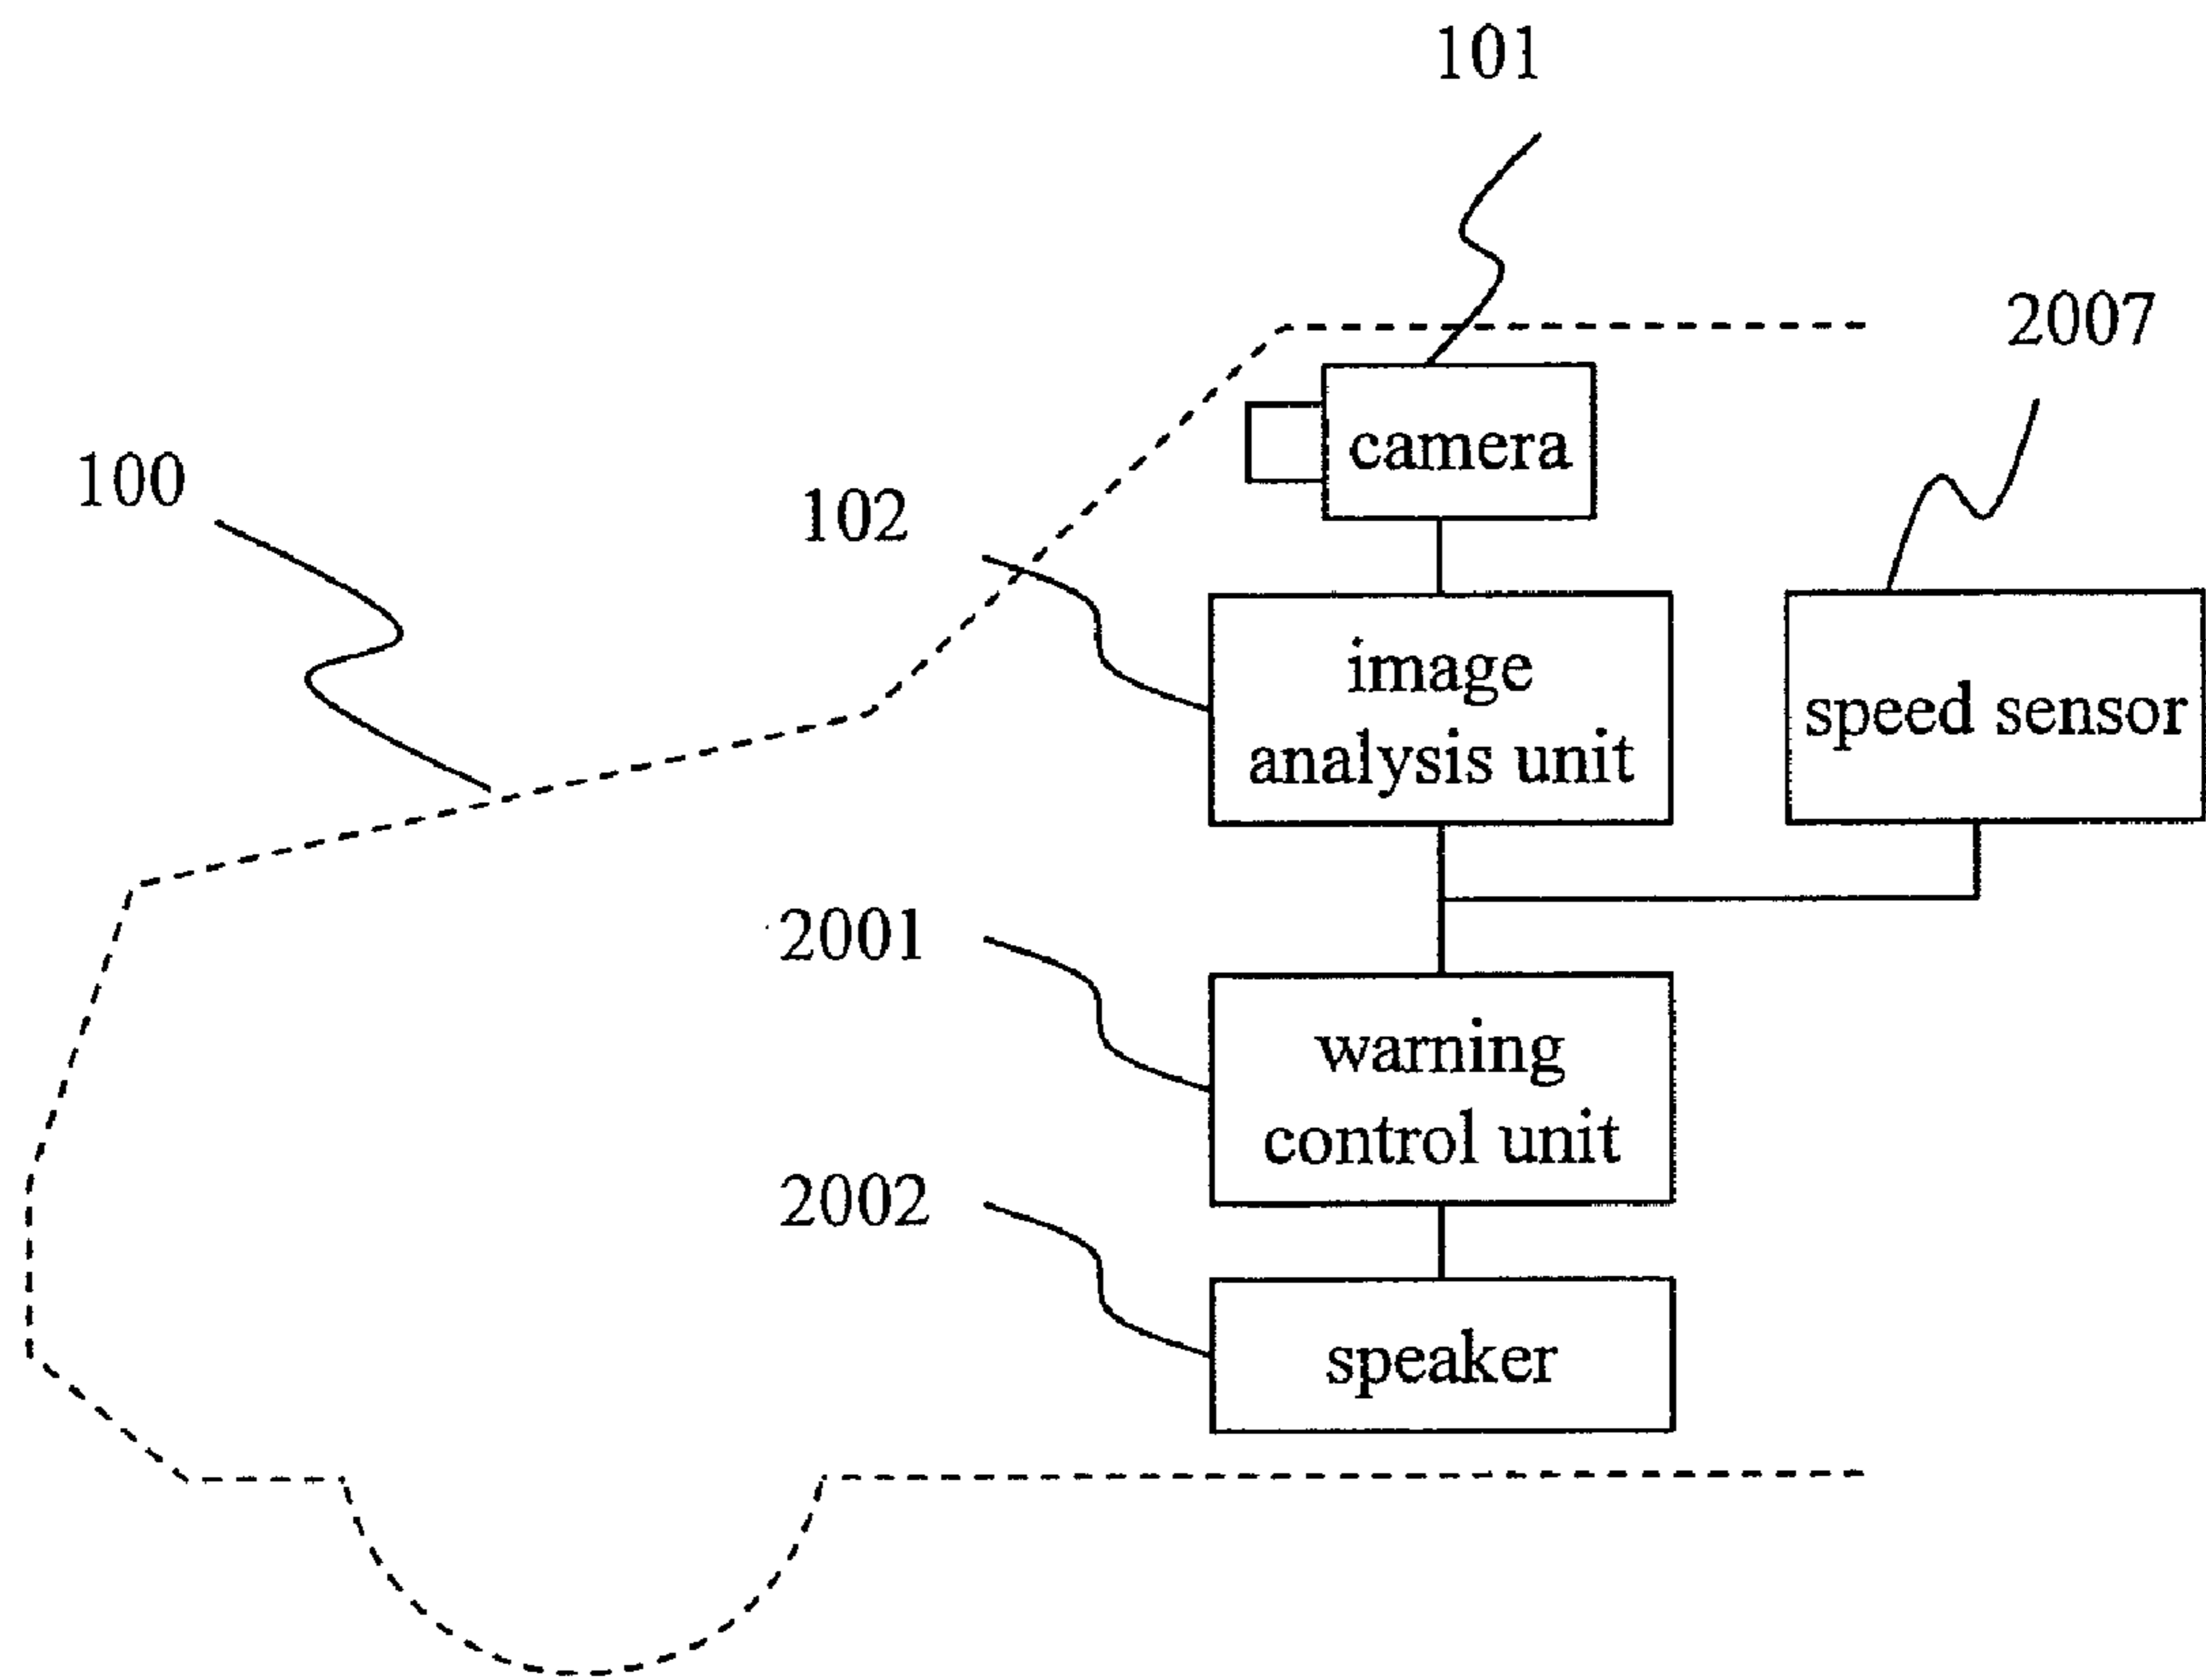 101
2007
camera
100
102
image
analysis unit
speed sensor
2001
warning
control unit
2002
speaker